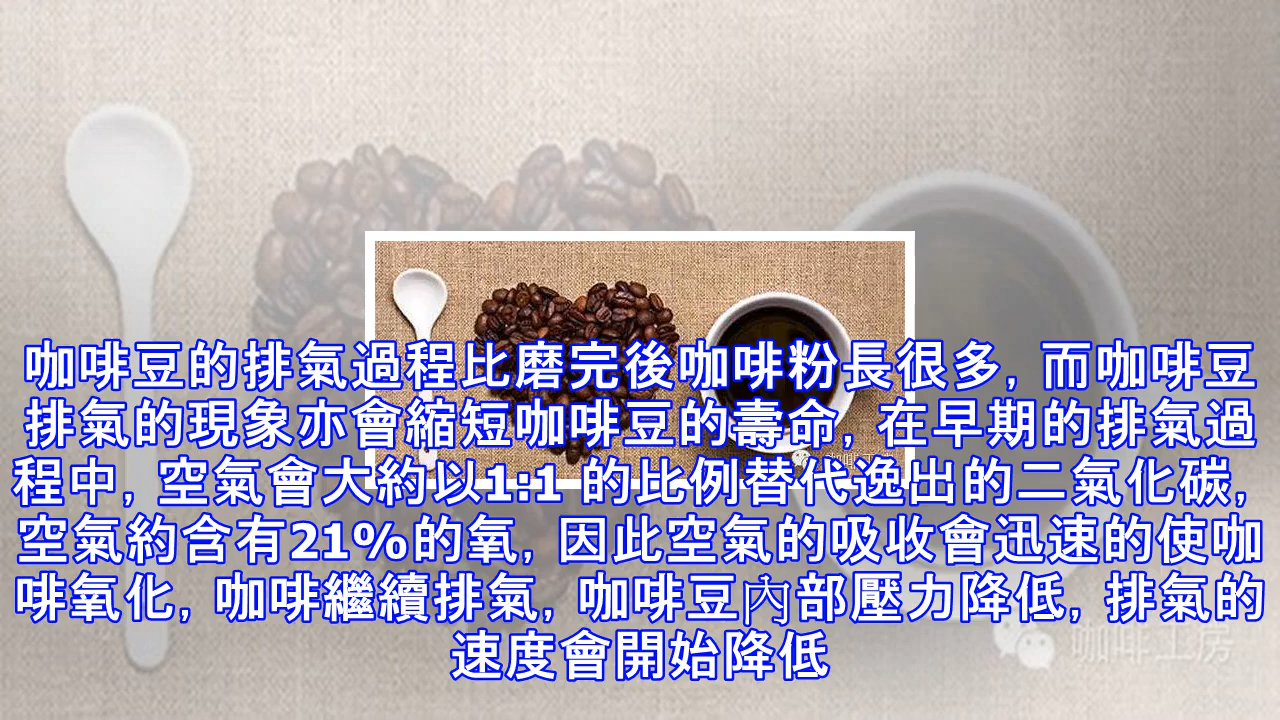 咖啡豆的排氣過程比磨完後咖啡粉長很多, 而咖啡豆
排氣的現象亦會縮短咖啡豆的壽命, 在早期的排氣過
程中, 空氣會大約以1:1 的比例替代逸出的二氧化碳,
空氣約含有21%的氧, 因此空氣的吸收會迅速的使咖
啡氧化, 咖啡繼續排氣, 咖啡豆內部壓力降低, 排氣的
速度會開始降低
咖啡工房